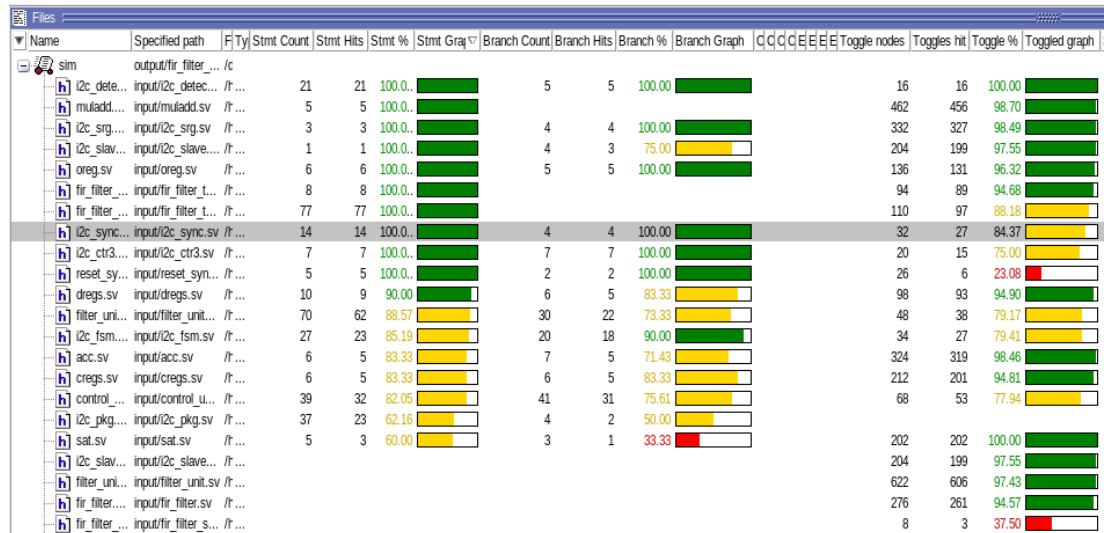 Files
Name Specified path F Ty Stmt Count Stmt Hits Stmt % Stmt Grap Branch Count Branch Hits Branch % Branch Graph C C C C E E E E Toggle nodes Toggles hit Toggle % Toggled graph
sim output/fir_filter_... /c
i2c_dete... input/i2c_detec... /h ... 21 21 100.0.. 5 5 100.00 16 16 100.00
muladd.... input/muladd.sv /h ... 5 5 100.0.. 462 456 98.70
i2c_srg.... input/i2c_srg.sv /h ... 3 3 100.0.. 4 4 100.00 332 327 98.49
i2c_slav... input/i2c_slave.... /h ... 1 1 100.0.. 4 3 75.00 204 199 97.55
oreg.sv input/oreg.sv /h ... 6 6 100.0.. 5 5 100.00 136 131 96.32
fir_filter_... input/fir_filter_t... /h ... 8 8 100.0.. 94 89 94.68
fir_filter_... input/fir_filter_t... /h ... 77 77 100.0.. 110 97 88.18
i2c_sync... input/i2c_sync.sv /h ... 14 14 100.0.. 4 4 100.00 32 27 84.37
i2c_ctr3... input/i2c_ctr3.sv /h ... 7 7 100.0.. 7 7 100.00 20 15 75.00
reset_sy... input/reset_syn... /h ... 5 5 100.0.. 2 2 100.00 26 6 23.08
dregs.sv input/dregs.sv /h ... 10 9 90.00 6 5 83.33 98 93 94.90
filter_uni... input/filter_unit... /h ... 70 62 88.57 30 22 73.33 48 38 79.17
i2c_fsm.... input/i2c_fsm.sv /h ... 27 23 85.19 20 18 90.00 34 27 79.41
acc.sv input/acc.sv /h ... 6 5 83.33 7 5 71.43 324 319 98.46
cregs.sv input/cregs.sv /h ... 6 5 83.33 6 5 83.33 212 201 94.81
control_... input/control_u... /h ... 39 32 82.05 41 31 75.61 68 53 77.94
i2c_pkg.... input/i2c_pkg.sv /h ... 37 23 62.16 4 2 50.00
sat.sv input/sat.sv /h ... 5 3 60.00 3 1 33.33 202 202 100.00
i2c_slav... input/i2c_slave... /h ... 204 199 97.55
filter_uni... input/filter_unit.sv /h ... 622 606 97.43
fir_filter.... input/fir_filter.sv /h ... 276 261 94.57
fir_filter_... input/fir_filter_s... /h ... 8 3 37.50